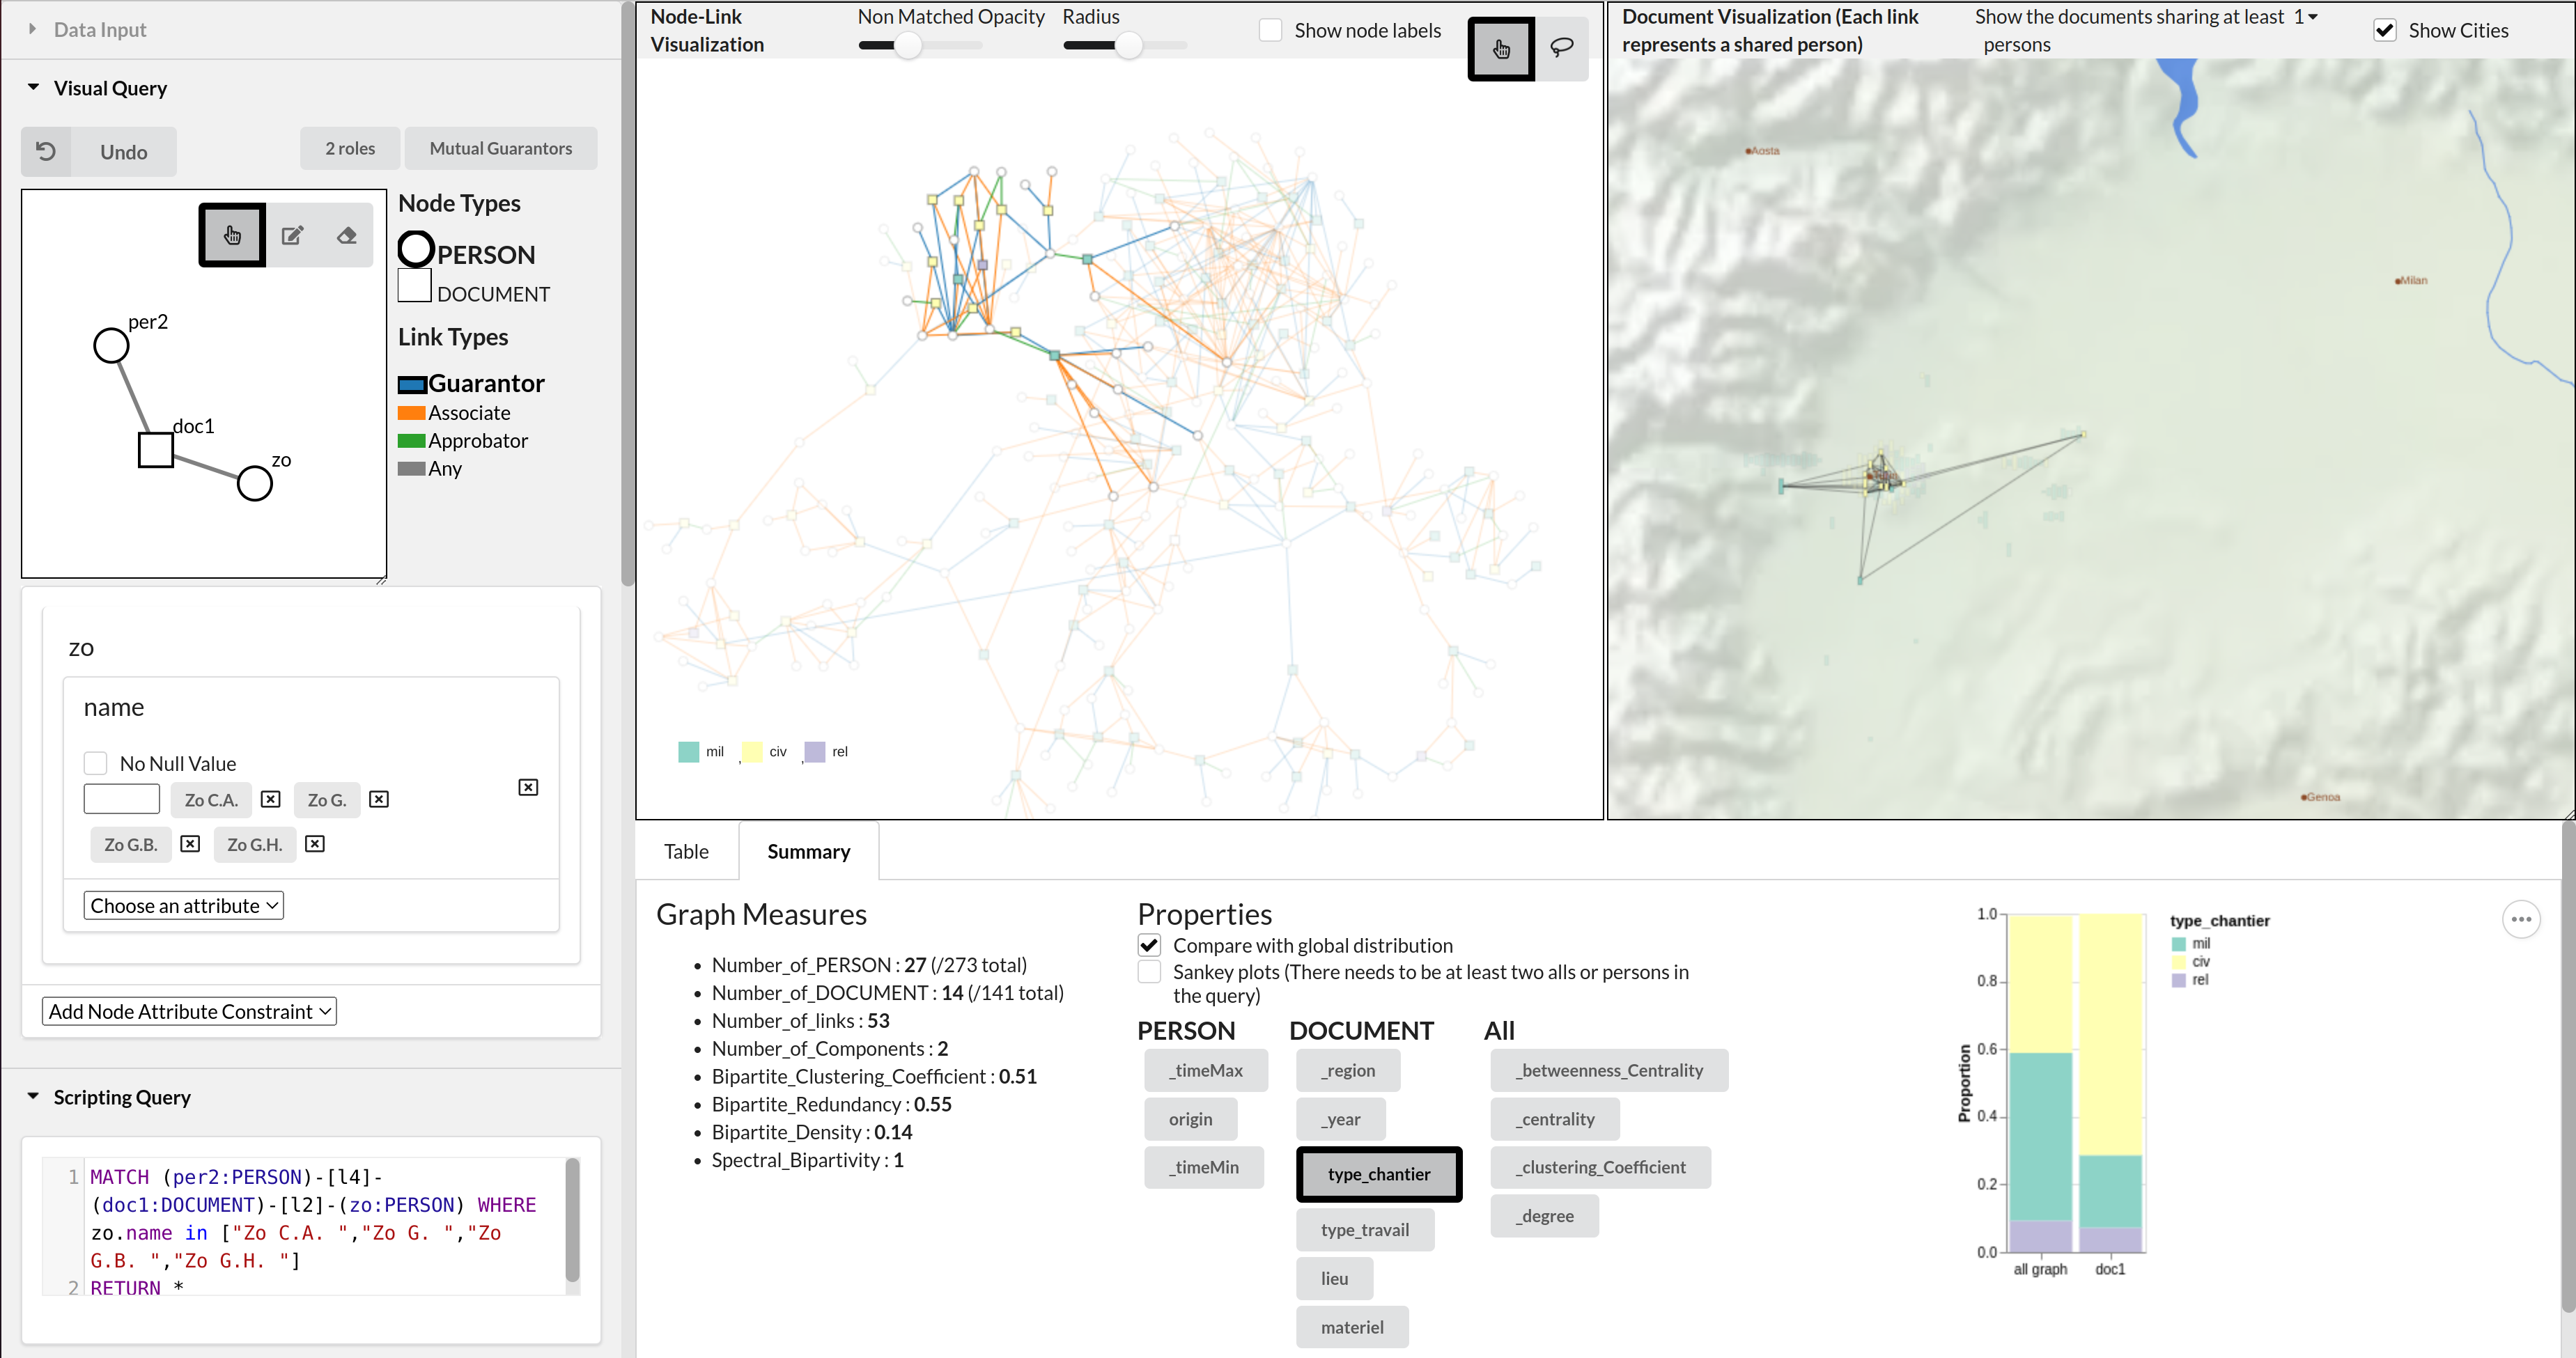 Data Input
Visual Query
Undo
2 roles
Mutual Guarantors
per2
doc1
zo
Node Types
PERSON
DOCUMENT
Link Types
Guarantor
Associate
Approbator
Any
zo
name
No Null Value
Zo C.A.
Zo G.
Zo G.B.
Zo G.H.
Choose an attribute
Add Node Attribute Constraint
Scripting Query
1 MATCH (per2:PERSON)-[l4]-
(doc1:DOCUMENT)-[l2]-(zo:PERSON) WHERE
zo.name in ["Zo C.A. ","Zo G. ","Zo
G.B. ","Zo G.H. "]
2 RETURN *
Node-Link
Visualization
Non Matched Opacity
Radius
Show node labels
mil , civ , rel
Document Visualization (Each link
represents a shared person)
Show the documents sharing at least 1
persons
Show Cities
Aosta
Milan
Genoa
Table
Summary
Graph Measures
• Number_of_PERSON : 27 (/273 total)
• Number_of_DOCUMENT : 14 (/141 total)
• Number_of_links : 53
• Number_of_Components : 2
• Bipartite_Clustering_Coefficient : 0.51
• Bipartite_Redundancy : 0.55
• Bipartite_Density : 0.14
• Spectral_Bipartivity : 1
Properties
Compare with global distribution
Sankey plots (There needs to be at least two alls or persons in
the query)
PERSON
_timeMax
origin
_timeMin
DOCUMENT
_region
_year
type_chantier
type_travail
lieu
materiel
All
_betweenness_Centrality
_centrality
_clustering_Coefficient
_degree
Proportion
1.0
0.8
0.6
0.4
0.2
0.0
all graph
doc1
type_chantier
mil
civ
rel